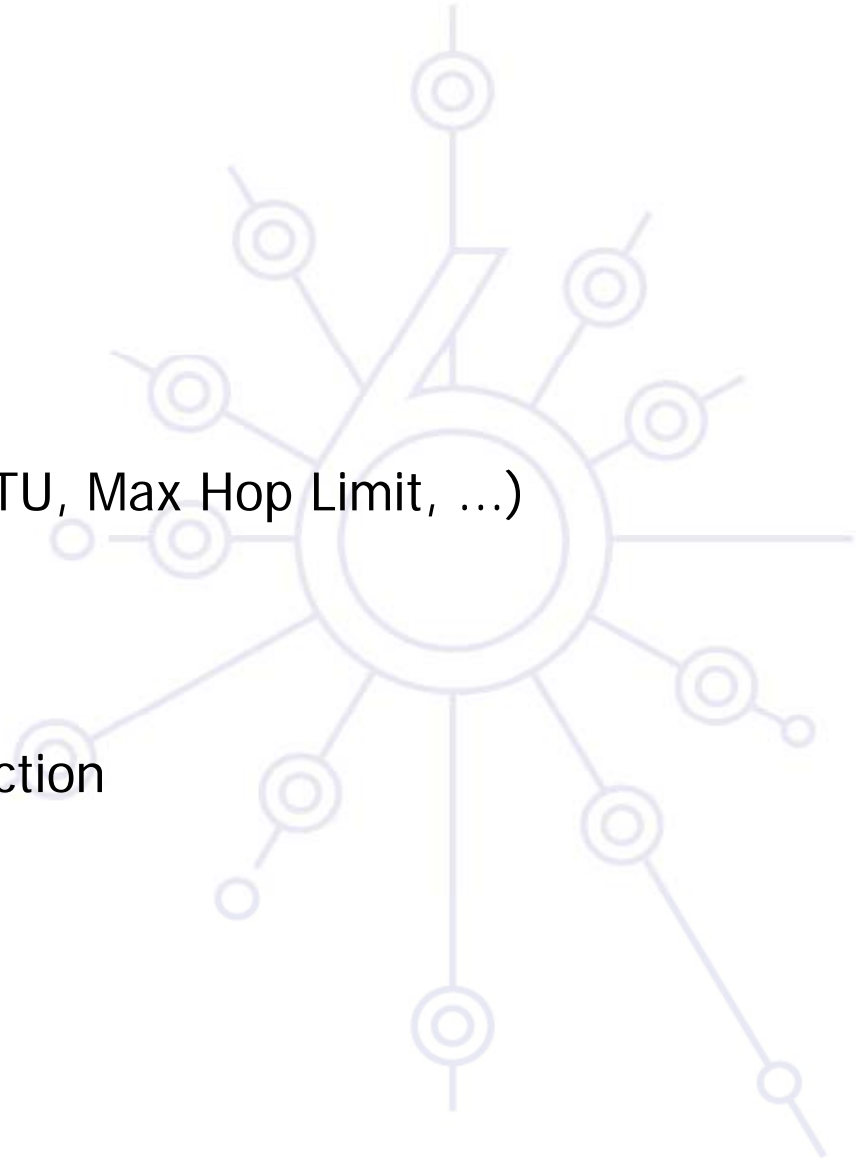 TU, Max Hop Limit, …)
ction